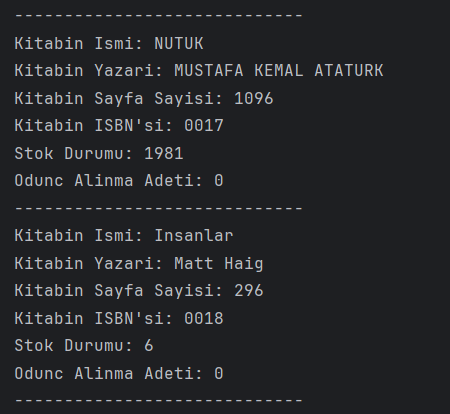 -----------------------------
Kitabin Ismi: NUTUK
Kitabin Yazari: MUSTAFA KEMAL ATATURK
Kitabin Sayfa Sayisi: 1096
Kitabin ISBN'si: 0017
Stok Durumu: 1981
Odunc Alinma Adeti: 0
-----------------------------
Kitabin Ismi: Insanlar
Kitabin Yazari: Matt Haig
Kitabin Sayfa Sayisi: 296
Kitabin ISBN'si: 0018
Stok Durumu: 6
Odunc Alinma Adeti: 0
-----------------------------